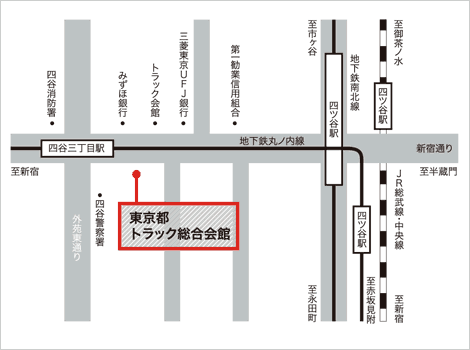 至市ヶ谷
至御茶ノ水
四谷消防署
みずほ銀行
トラック会館
三菱東京UFJ銀行
第一勧業信用組合
地下鉄南北線
四ツ谷駅
四ツ谷駅
地下鉄丸ノ内線
新宿通り
四谷三丁目駅
至新宿
至半蔵門
四谷警察署
外苑東通り
東京都
トラック総合会館
四ツ谷駅
JR総武線・中央線
至永田町
至赤坂見附
至新宿